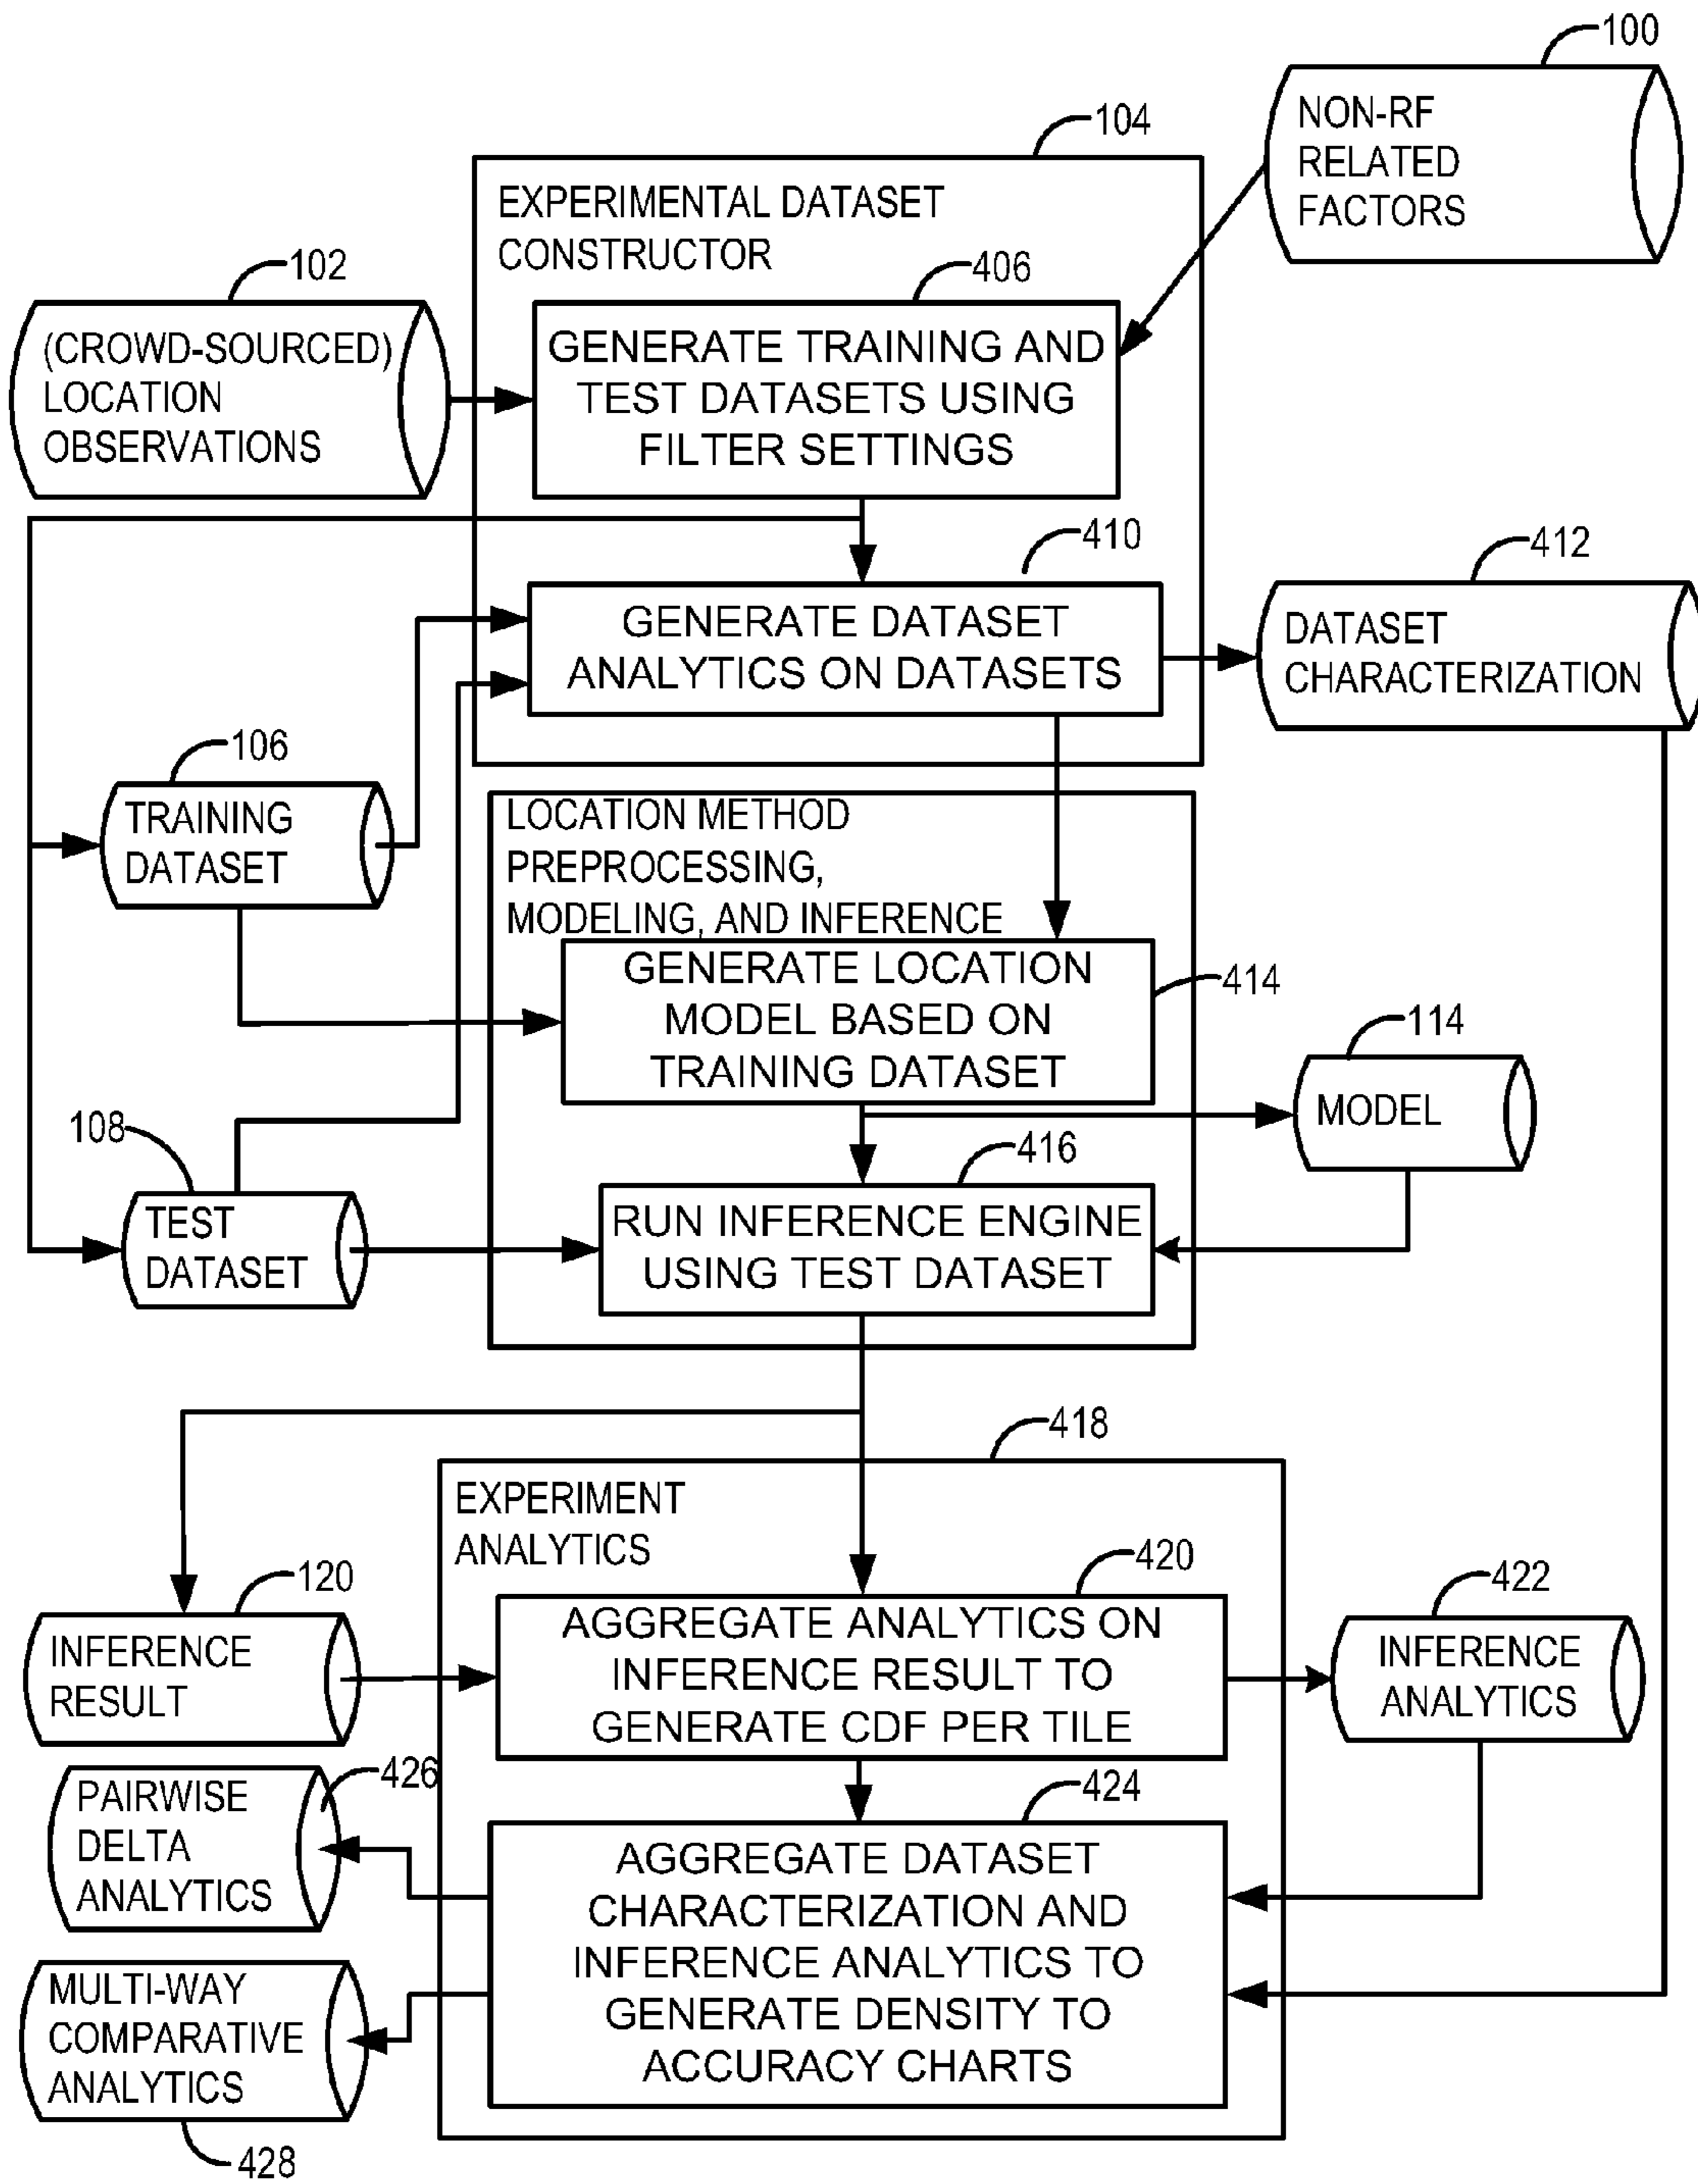 100
NON-RF
RELATED
FACTORS
104
EXPERIMENTAL DATASET
CONSTRUCTOR
102
(CROWD-SOURCED)
LOCATION
OBSERVATIONS
406
GENERATE TRAINING AND
TEST DATASETS USING
FILTER SETTINGS
410
GENERATE DATASET
ANALYTICS ON DATASETS
412
DATASET
CHARACTERIZATION
106
TRAINING
DATASET
LOCATION METHOD
PREPROCESSING,
MODELING, AND INFERENCE
GENERATE LOCATION
MODEL BASED ON
TRAINING DATASET
414
114
MODEL
108
TEST
DATASET
416
RUN INFERENCE ENGINE
USING TEST DATASET
418
EXPERIMENT
ANALYTICS
120
INFERENCE
RESULT
420
AGGREGATE ANALYTICS ON
INFERENCE RESULT TO
GENERATE CDF PER TILE
422
INFERENCE
ANALYTICS
426
PAIRWISE
DELTA
ANALYTICS
424
AGGREGATE DATASET
CHARACTERIZATION AND
INFERENCE ANALYTICS TO
GENERATE DENSITY TO
ACCURACY CHARTS
MULTI-WAY
COMPARATIVE
ANALYTICS
428